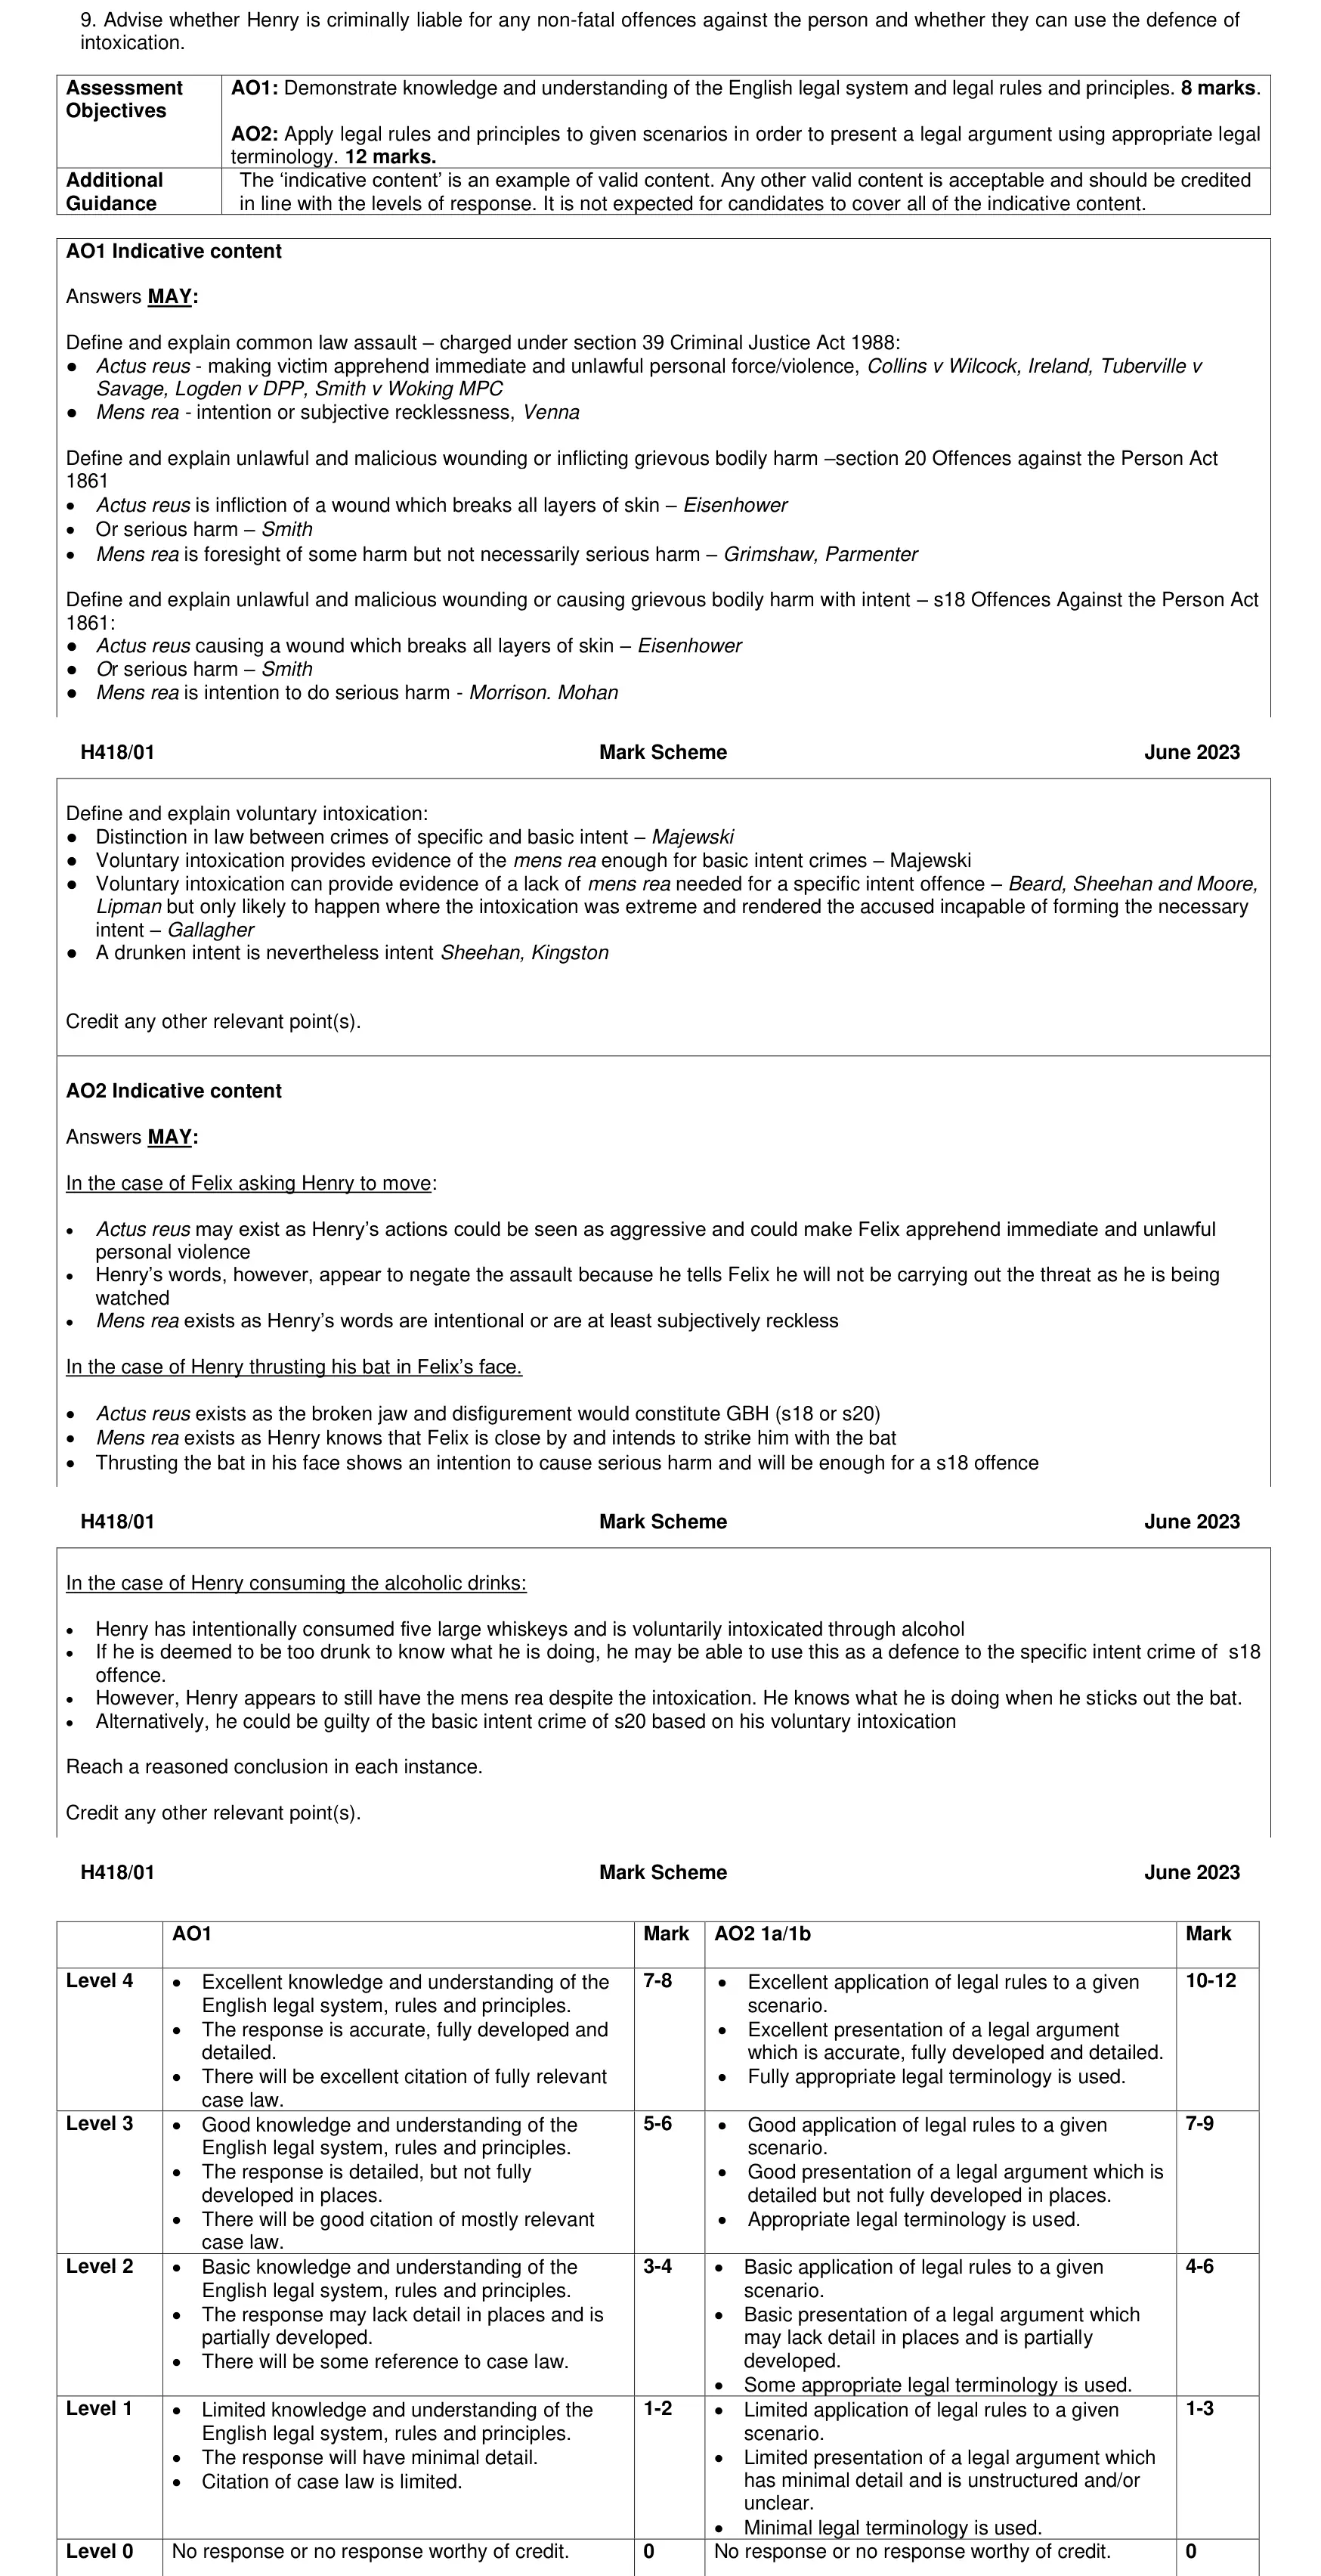 9. Advise whether Henry is criminally liable for any non-fatal offences against the person and whether they can use the defence of
intoxication.
Assessment
Objectives
AO1: Demonstrate knowledge and understanding of the English legal system and legal rules and principles. 8 marks.
AO2: Apply legal rules and principles to given scenarios in order to present a legal argument using appropriate legal
terminology. 12 marks.
Additional
Guidance
The ‘indicative content’ is an example of valid content. Any other valid content is acceptable and should be credited
in line with the levels of response. It is not expected for candidates to cover all of the indicative content.
AO1 Indicative content
Answers MAY:
Define and explain common law assault – charged under section 39 Criminal Justice Act 1988:
● Actus reus - making victim apprehend immediate and unlawful personal force/violence, Collins v Wilcock, Ireland, Tuberville v
Savage, Logden v DPP, Smith v Woking MPC
● Mens rea - intention or subjective recklessness, Venna
Define and explain unlawful and malicious wounding or inflicting grievous bodily harm –section 20 Offences against the Person Act
1861
• Actus reus is infliction of a wound which breaks all layers of skin – Eisenhower
• Or serious harm – Smith
• Mens rea is foresight of some harm but not necessarily serious harm – Grimshaw, Parmenter
Define and explain unlawful and malicious wounding or causing grievous bodily harm with intent – s18 Offences Against the Person Act
1861:
● Actus reus causing a wound which breaks all layers of skin – Eisenhower
● Or serious harm – Smith
● Mens rea is intention to do serious harm - Morrison. Mohan
H418/01 Mark Scheme June 2023
Define and explain voluntary intoxication:
● Distinction in law between crimes of specific and basic intent – Majewski
● Voluntary intoxication provides evidence of the mens rea enough for basic intent crimes – Majewski
● Voluntary intoxication can provide evidence of a lack of mens rea needed for a specific intent offence – Beard, Sheehan and Moore,
Lipman but only likely to happen where the intoxication was extreme and rendered the accused incapable of forming the necessary
intent – Gallagher
● A drunken intent is nevertheless intent Sheehan, Kingston
Credit any other relevant point(s).
AO2 Indicative content
Answers MAY:
In the case of Felix asking Henry to move:
• Actus reus may exist as Henry’s actions could be seen as aggressive and could make Felix apprehend immediate and unlawful
personal violence
• Henry’s words, however, appear to negate the assault because he tells Felix he will not be carrying out the threat as he is being
watched
• Mens rea exists as Henry’s words are intentional or are at least subjectively reckless
In the case of Henry thrusting his bat in Felix’s face.
• Actus reus exists as the broken jaw and disfigurement would constitute GBH (s18 or s20)
• Mens rea exists as Henry knows that Felix is close by and intends to strike him with the bat
• Thrusting the bat in his face shows an intention to cause serious harm and will be enough for a s18 offence
H418/01 Mark Scheme June 2023
In the case of Henry consuming the alcoholic drinks:
• Henry has intentionally consumed five large whiskeys and is voluntarily intoxicated through alcohol
• If he is deemed to be too drunk to know what he is doing, he may be able to use this as a defence to the specific intent crime of s18
offence.
• However, Henry appears to still have the mens rea despite the intoxication. He knows what he is doing when he sticks out the bat.
• Alternatively, he could be guilty of the basic intent crime of s20 based on his voluntary intoxication
Reach a reasoned conclusion in each instance.
Credit any other relevant point(s).
H418/01 Mark Scheme June 2023
AO1 Mark AO2 1a/1b Mark
Level 4
• Excellent knowledge and understanding of the
English legal system, rules and principles.
• The response is accurate, fully developed and
detailed.
• There will be excellent citation of fully relevant
case law.
7-8
• Excellent application of legal rules to a given
scenario.
• Excellent presentation of a legal argument
which is accurate, fully developed and detailed.
• Fully appropriate legal terminology is used.
10-12
Level 3
• Good knowledge and understanding of the
English legal system, rules and principles.
• The response is detailed, but not fully
developed in places.
• There will be good citation of mostly relevant
case law.
5-6
• Good application of legal rules to a given
scenario.
• Good presentation of a legal argument which is
detailed but not fully developed in places.
• Appropriate legal terminology is used.
7-9
Level 2
• Basic knowledge and understanding of the
English legal system, rules and principles.
• The response may lack detail in places and is
partially developed.
• There will be some reference to case law.
3-4
• Basic application of legal rules to a given
scenario.
• Basic presentation of a legal argument which
may lack detail in places and is partially
developed.
• Some appropriate legal terminology is used.
4-6
Level 1
• Limited knowledge and understanding of the
English legal system, rules and principles.
• The response will have minimal detail.
• Citation of case law is limited.
1-2
• Limited application of legal rules to a given
scenario.
• Limited presentation of a legal argument which
has minimal detail and is unstructured and/or
unclear.
• Minimal legal terminology is used.
1-3
Level 0
No response or no response worthy of credit.
0
No response or no response worthy of credit.
0